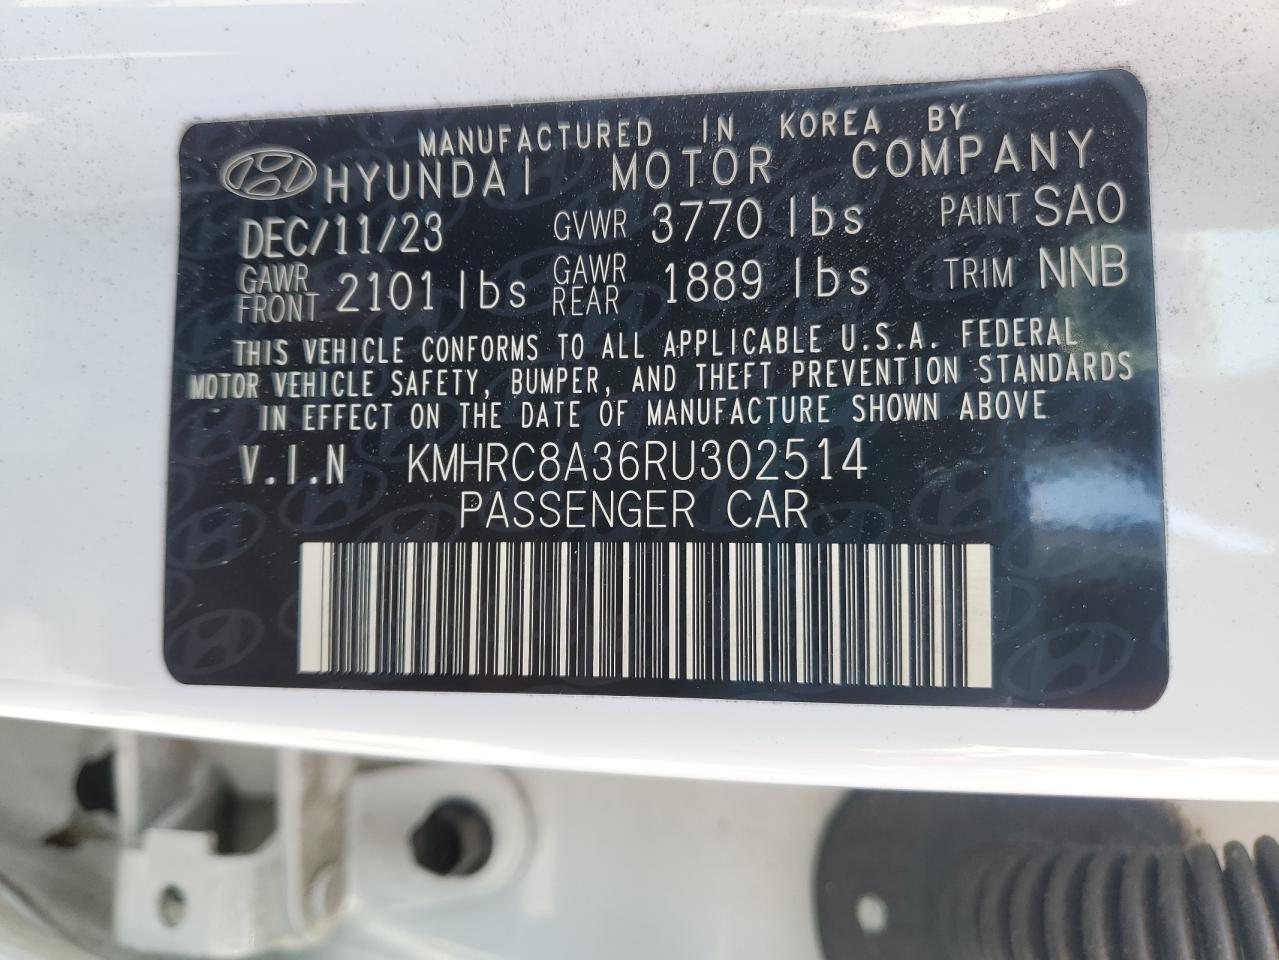 MANUFACTURED IN KOREA BY
HYUNDAI MOTOR COMPANY
DEC/11/23 GVWR 3770 lbs PAINT SAO
GAWR FRONT 2101 lbs GAWR REAR 1889 lbs TRIM NNB
THIS VEHICLE CONFORMS TO ALL APPLICABLE U.S.A. FEDERAL
MOTOR VEHICLE SAFETY, BUMPER, AND THEFT PREVENTION STANDARDS
IN EFFECT ON THE DATE OF MANUFACTURE SHOWN ABOVE
V.I.N KMHRC8A36RU302514
PASSENGER CAR